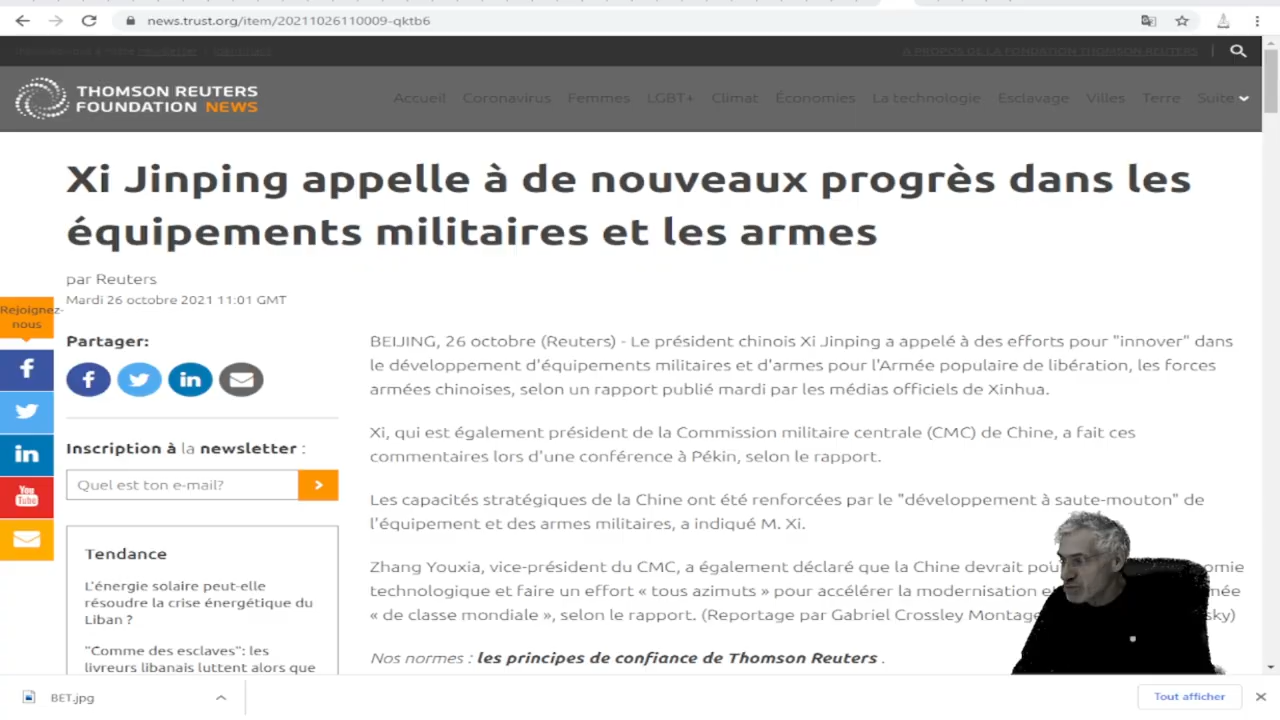 news.trust.org/item/20211026110009-qktb6
newsletter
A PROPOS DE LA FONDATION THOMSON REUTERS
THOMSON REUTERS
FOUNDATION NEWS
Accueil Coronavirus Femmes LGBT+ Climat Économies La technologie Esclavage Villes Terre Suite
Xi Jinping appelle à de nouveaux progrès dans les
équipements militaires et les armes
par Reuters
Mardi 26 octobre 2021 11:01 GMT
Rejoignez-
nous
Partager:
Inscription à la newsletter :
Quel est ton e-mail?
Tendance
L'énergie solaire peut-elle
résoudre la crise énergétique du
Liban ?
"Comme des esclaves": les
livreurs libanais luttent alors que
BEIJING, 26 octobre (Reuters) - Le président chinois Xi Jinping a appelé à des efforts pour "innover" dans
le développement d'équipements militaires et d'armes pour l'Armée populaire de libération, les forces
armées chinoises, selon un rapport publié mardi par les médias officiels de Xinhua.
Xi, qui est également président de la Commission militaire centrale (CMC) de Chine, a fait ces
commentaires lors d'une conférence à Pékin, selon le rapport.
Les capacités stratégiques de la Chine ont été renforcées par le "développement à saute-mouton" de
l'équipement et des armes militaires, a indiqué M. Xi.
Zhang Youxia, vice-président du CMC, a également déclaré que la Chine devrait
technologique et faire un effort « tous azimuts » pour accélérer la modernisation
« de classe mondiale », selon le rapport. (Reportage par Gabriel Crossley
Nos normes : les principes de confiance de Thomson Reuters .
You
Tube
BET.jpg
Tout afficher